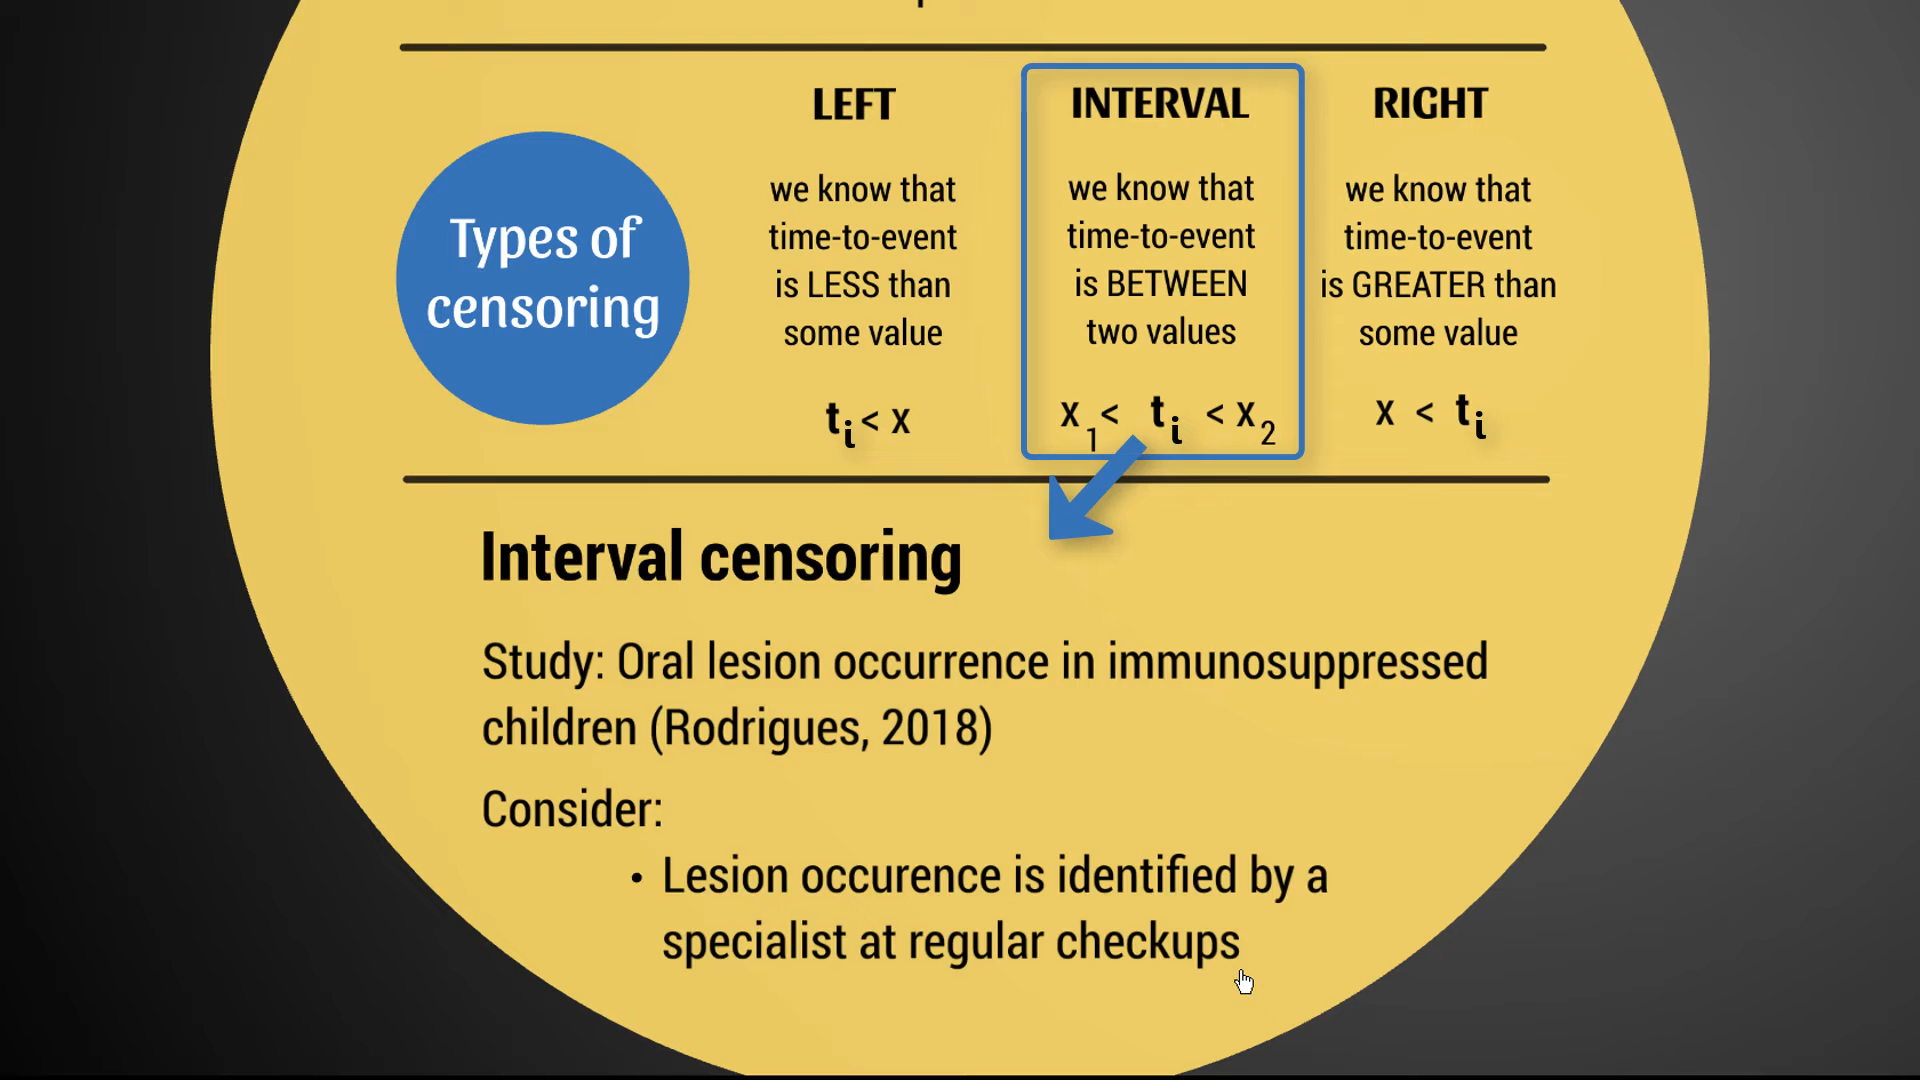 LEFT
INTERVAL
RIGHT
Types of
censoring
we know that
time-to-event
is LESS than
some value
we know that
time-to-event
is BETWEEN
two values
we know that
time-to-event
is GREATER than
some value
ti < x
x1 < ti < x2
x < ti
Interval censoring
Study: Oral lesion occurrence in immunosuppressed
children (Rodrigues, 2018)
Consider:
• Lesion occurence is identified by a
specialist at regular checkups